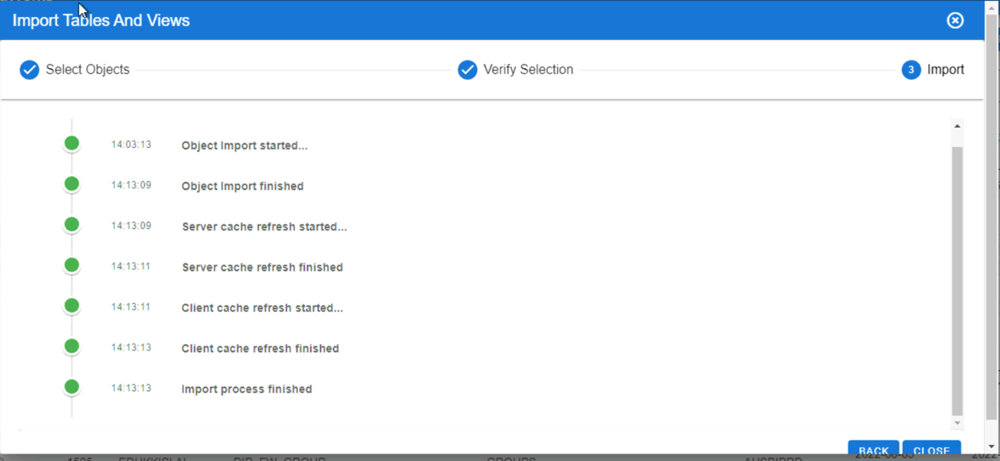 Import Tables And Views
Select Objects
Verify Selection
3 Import
14:03:13 Object Import started...
14:13:09 Object Import finished
14:13:09 Server cache refresh started...
14:13:11 Server cache refresh finished
14:13:11 Client cache refresh started...
14:13:13 Client cache refresh finished
14:13:13 Import process finished
BACK CLOSE